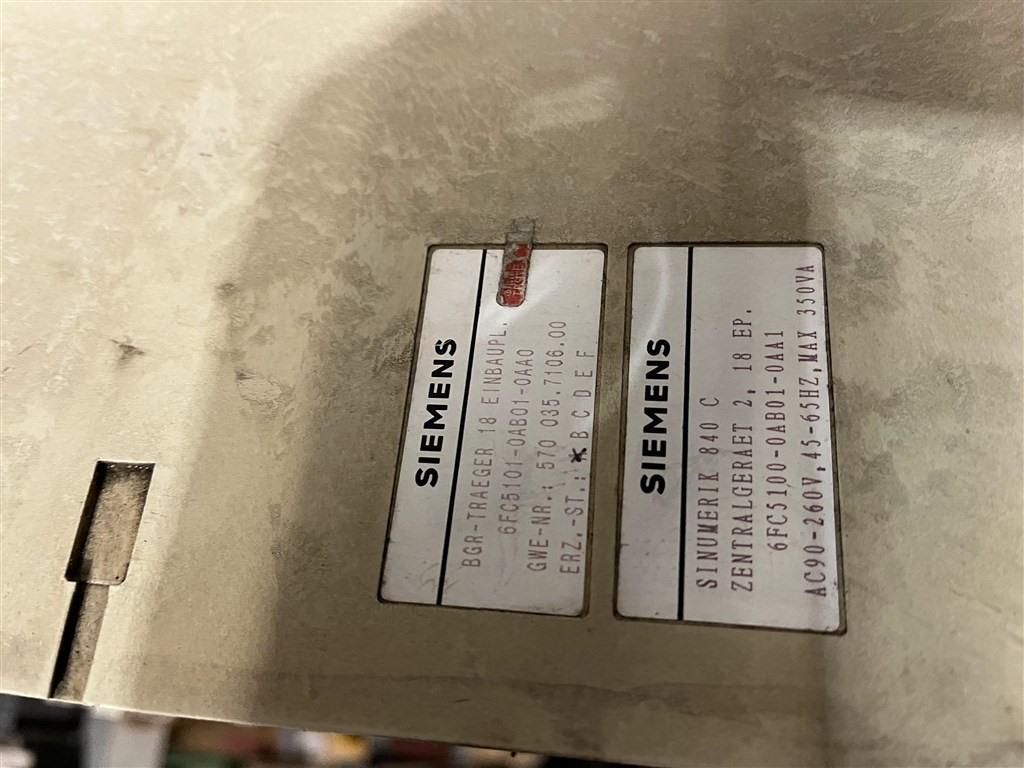 SIEMENS
BGR-TRAEGER 18 EINBAUPL.
6FC5101-0AB01-0AA0
GWE-NR.: 570 035.7106.00
ERZ.-ST.: B C D E F
SIEMENS
SINUMERIK 840 C
ZENTRALGERAET 2, 18 EP.
6FC5100-0AB01-0AA1
AC90-260V,45-65HZ,MAX 350VA